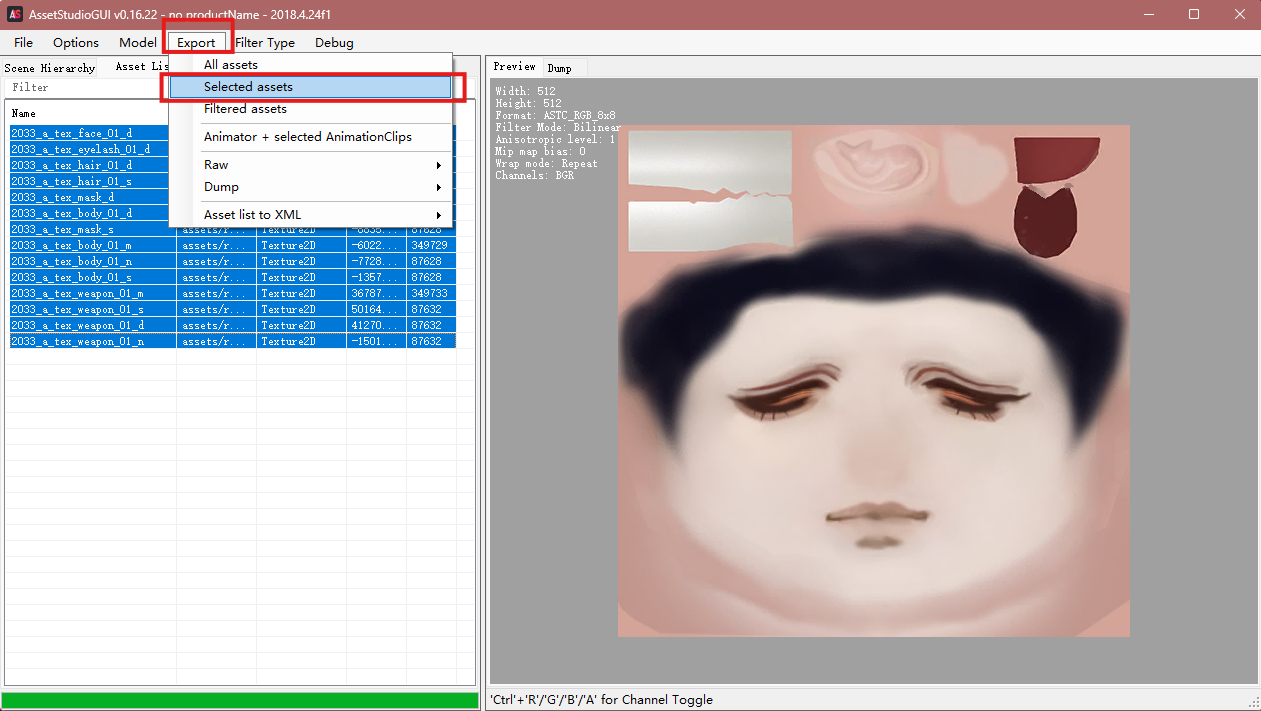 AssetStudioGUI v0.16.22 - no productName - 2018.4.24f1
File Options Model Export Filter Type Debug
Scene Hierarchy Asset Lis
Filter
Name
All assets
Selected assets
Filtered assets
Animator + selected AnimationClips
Raw
Dump
Asset list to XML
2033_a_tex_face_01_d
2033_a_tex_eyelash_01_d
2033_a_tex_hair_01_d
2033_a_tex_hair_01_s
2033_a_tex_mask_d
2033_a_tex_body_01_d
2033_a_tex_mask_s assets/r... Texture2D 87628
2033_a_tex_body_01_m assets/r... Texture2D -6022... 349729
2033_a_tex_body_01_n assets/r... Texture2D -7728... 87628
2033_a_tex_body_01_s assets/r... Texture2D -1357... 87628
2033_a_tex_weapon_01_m assets/r... Texture2D 36787... 349733
2033_a_tex_weapon_01_s assets/r... Texture2D 50164... 87632
2033_a_tex_weapon_01_d assets/r... Texture2D 41270... 87632
2033_a_tex_weapon_01_n assets/r... Texture2D -1501... 87632
Preview Dump
Width: 512
Height: 512
Format: ASTC_RGB_8x8
Filter Mode: Bilinear
Anisotropic level: 1
Mip map bias: 0
Wrap mode: Repeat
Channels: BGR
'Ctrl'+'R'/'G'/'B'/'A' for Channel Toggle